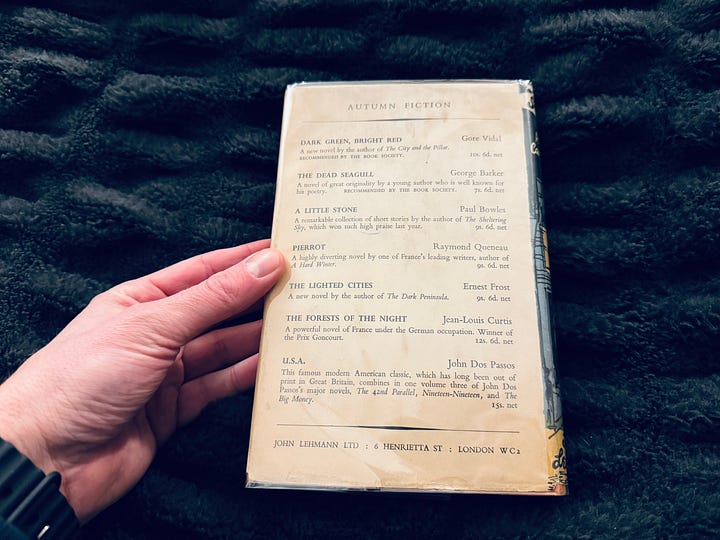 AUTUMN FICTION
DARK GREEN, BRIGHT RED Gore Vidal
A new novel by the author of The City and the Pillar.
RECOMMENDED BY THE BOOK SOCIETY. 10s. 6d. net
THE DEAD SEAGULL George Barker
A novel of great originality by a young author who is well known for
his poetry. RECOMMENDED BY THE BOOK SOCIETY. 7s. 6d. net
A LITTLE STONE Paul Bowles
A remarkable collection of short stories by the author of The Sheltering
Sky, which won such high praise last year. 9s. 6d. net
PIERROT Raymond Queneau
A highly diverting novel by one of France's leading writers, author of
A Hard Winter. 9s. 6d. net
THE LIGHTED CITIES Ernest Frost
A new novel by the author of The Dark Peninsula. 9s. 6d. net
THE FORESTS OF THE NIGHT Jean-Louis Curtis
A powerful novel of France under the German occupation. Winner of
the Prix Goncourt. 12s. 6d. net
U.S.A. John Dos Passos
This famous modern American classic, which has long been out of
print in Great Britain, combines in one volume three of John Dos
Passos's major novels, The 42nd Parallel, Nineteen-Nineteen, and The
Big Money. 15s. net
JOHN LEHMANN LTD : 6 HENRIETTA ST : LONDON WC2